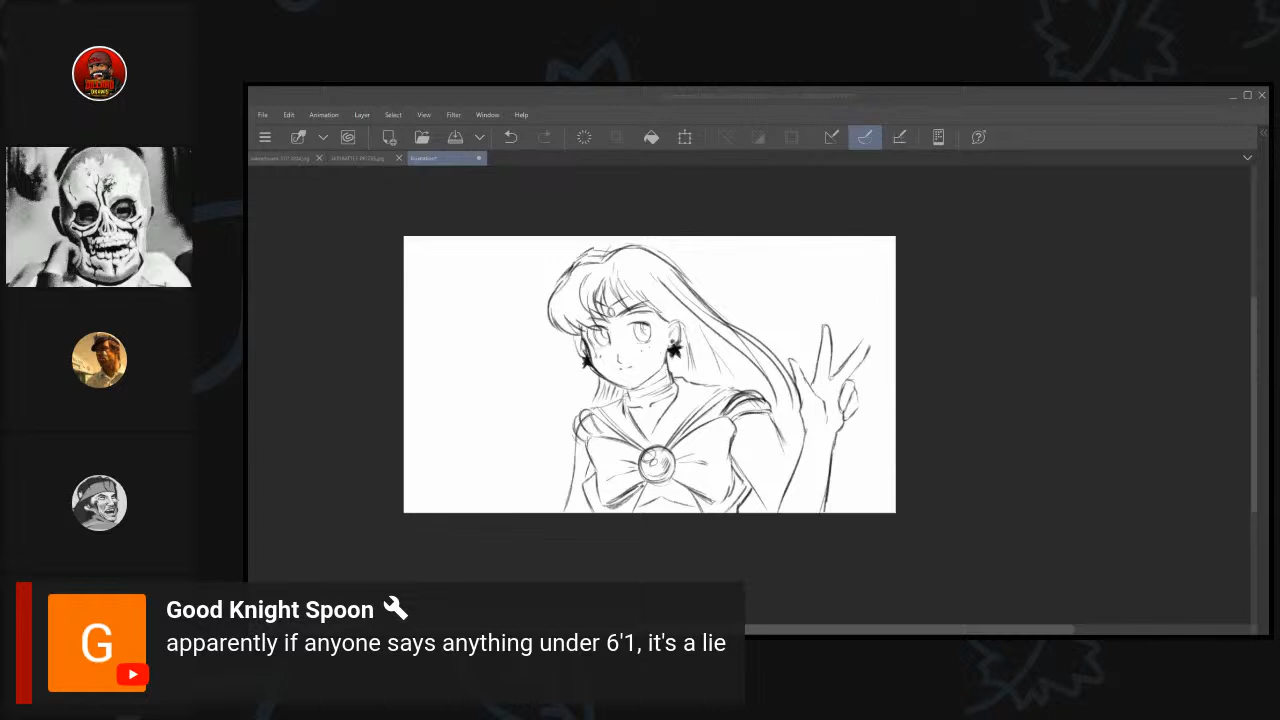 File Edit Animation Layer Select View Filter Window Help
G
Good Knight Spoon
apparently if anyone says anything under 6'1, it's a lie